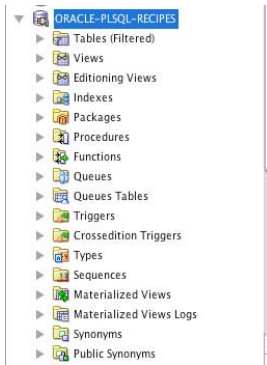 ORACLE-PLSQL-RECIPES
Tables (Filtered)
Views
Editioning Views
Indexes
Packages
Procedures
Functions
Queues
Queues Tables
Triggers
Crossedition Triggers
Types
Sequences
Materialized Views
Materialized Views Logs
Synonyms
Public Synonyms